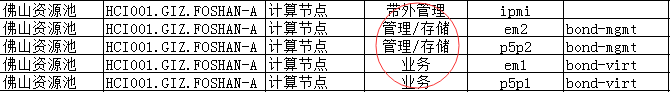 佛山资源池 HCI001.GIZ.FOSHAN-A 计算节点 带外管理 ipmi
佛山资源池 HCI001.GIZ.FOSHAN-A 计算节点 管理/存储 em2 bond-mgmt
佛山资源池 HCI001.GIZ.FOSHAN-A 计算节点 管理/存储 p5p2 bond-mgmt
佛山资源池 HCI001.GIZ.FOSHAN-A 计算节点 业务 em1 bond-virt
佛山资源池 HCI001.GIZ.FOSHAN-A 计算节点 业务 p5p1 bond-virt